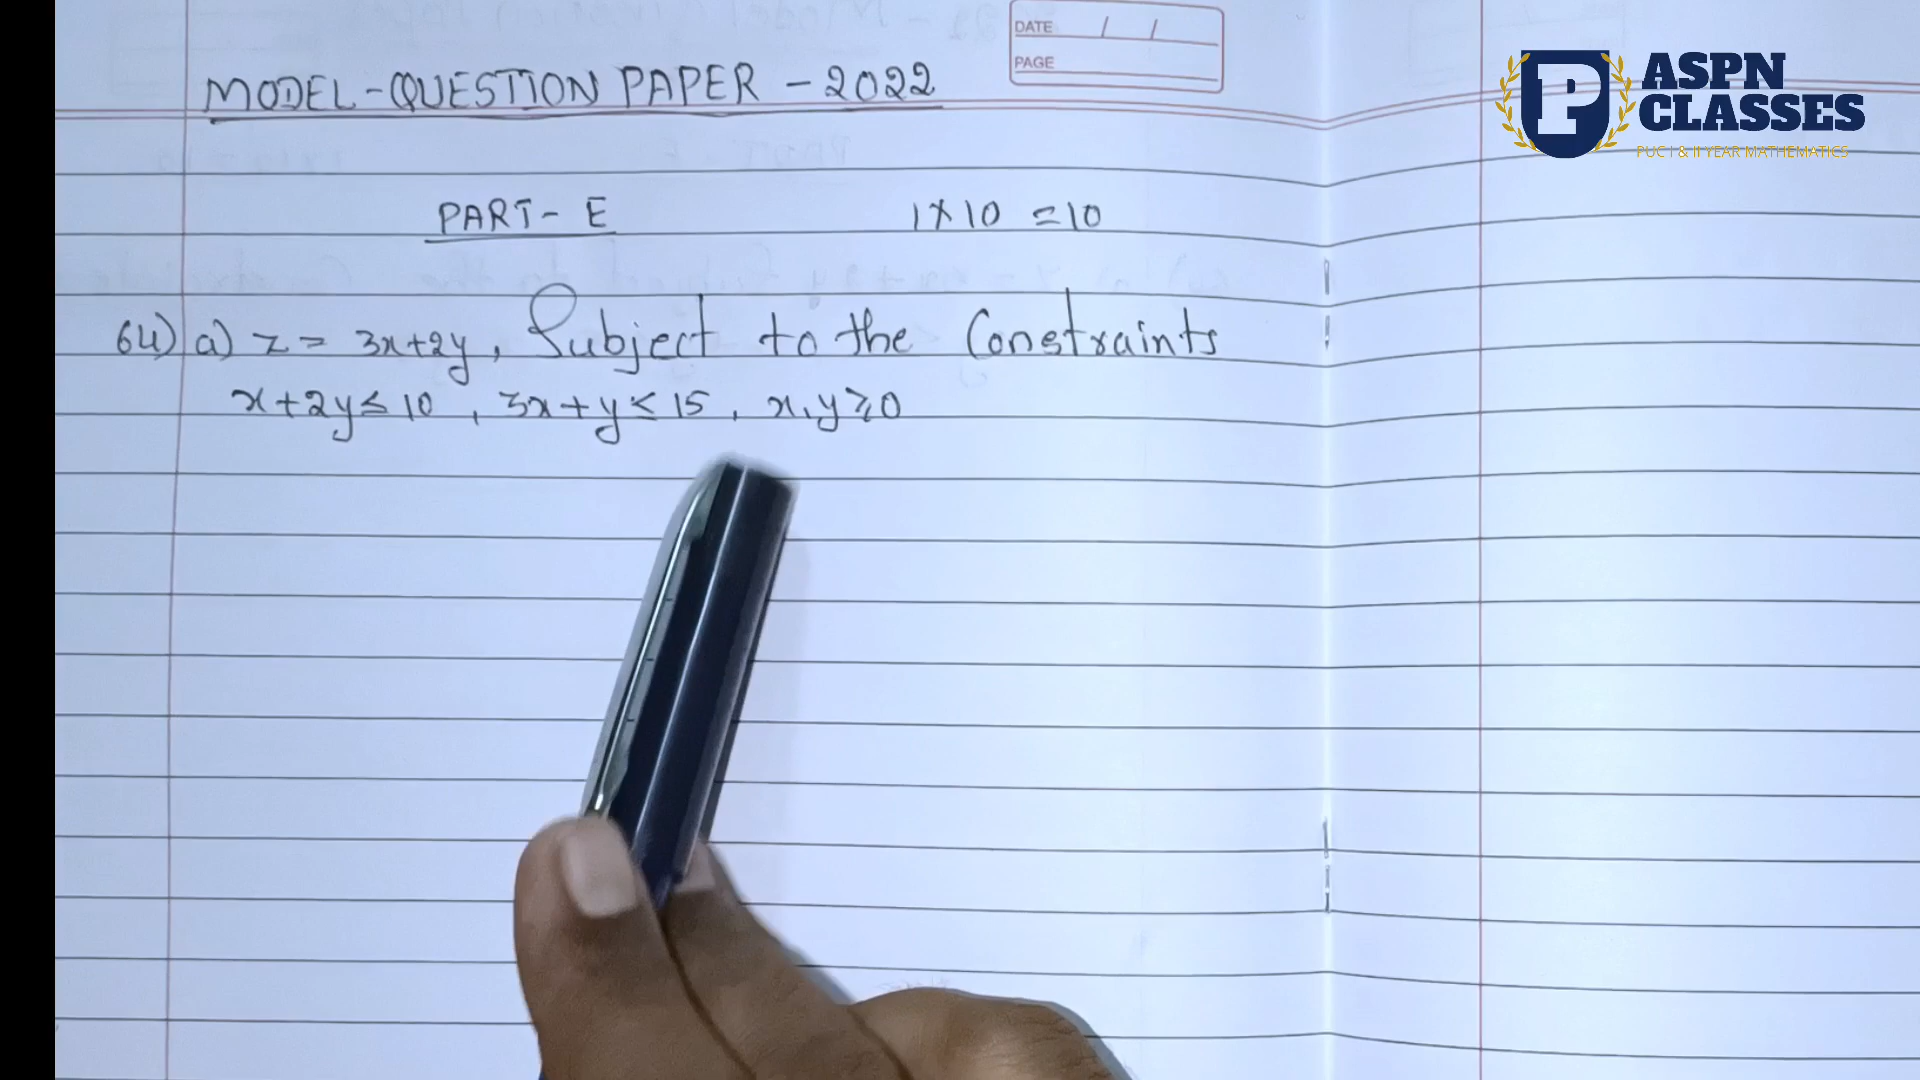 DATE / /
PAGE
MODEL-QUESTION PAPER - 2022
ASPN
CLASSES
PUC I & II YEAR MATHEMATICS
PART- E 1×10 =10
64) a) z = 3x+2y, Subject to the Constraints
x+2y≤10, 3x+y≤15, x,y≥0